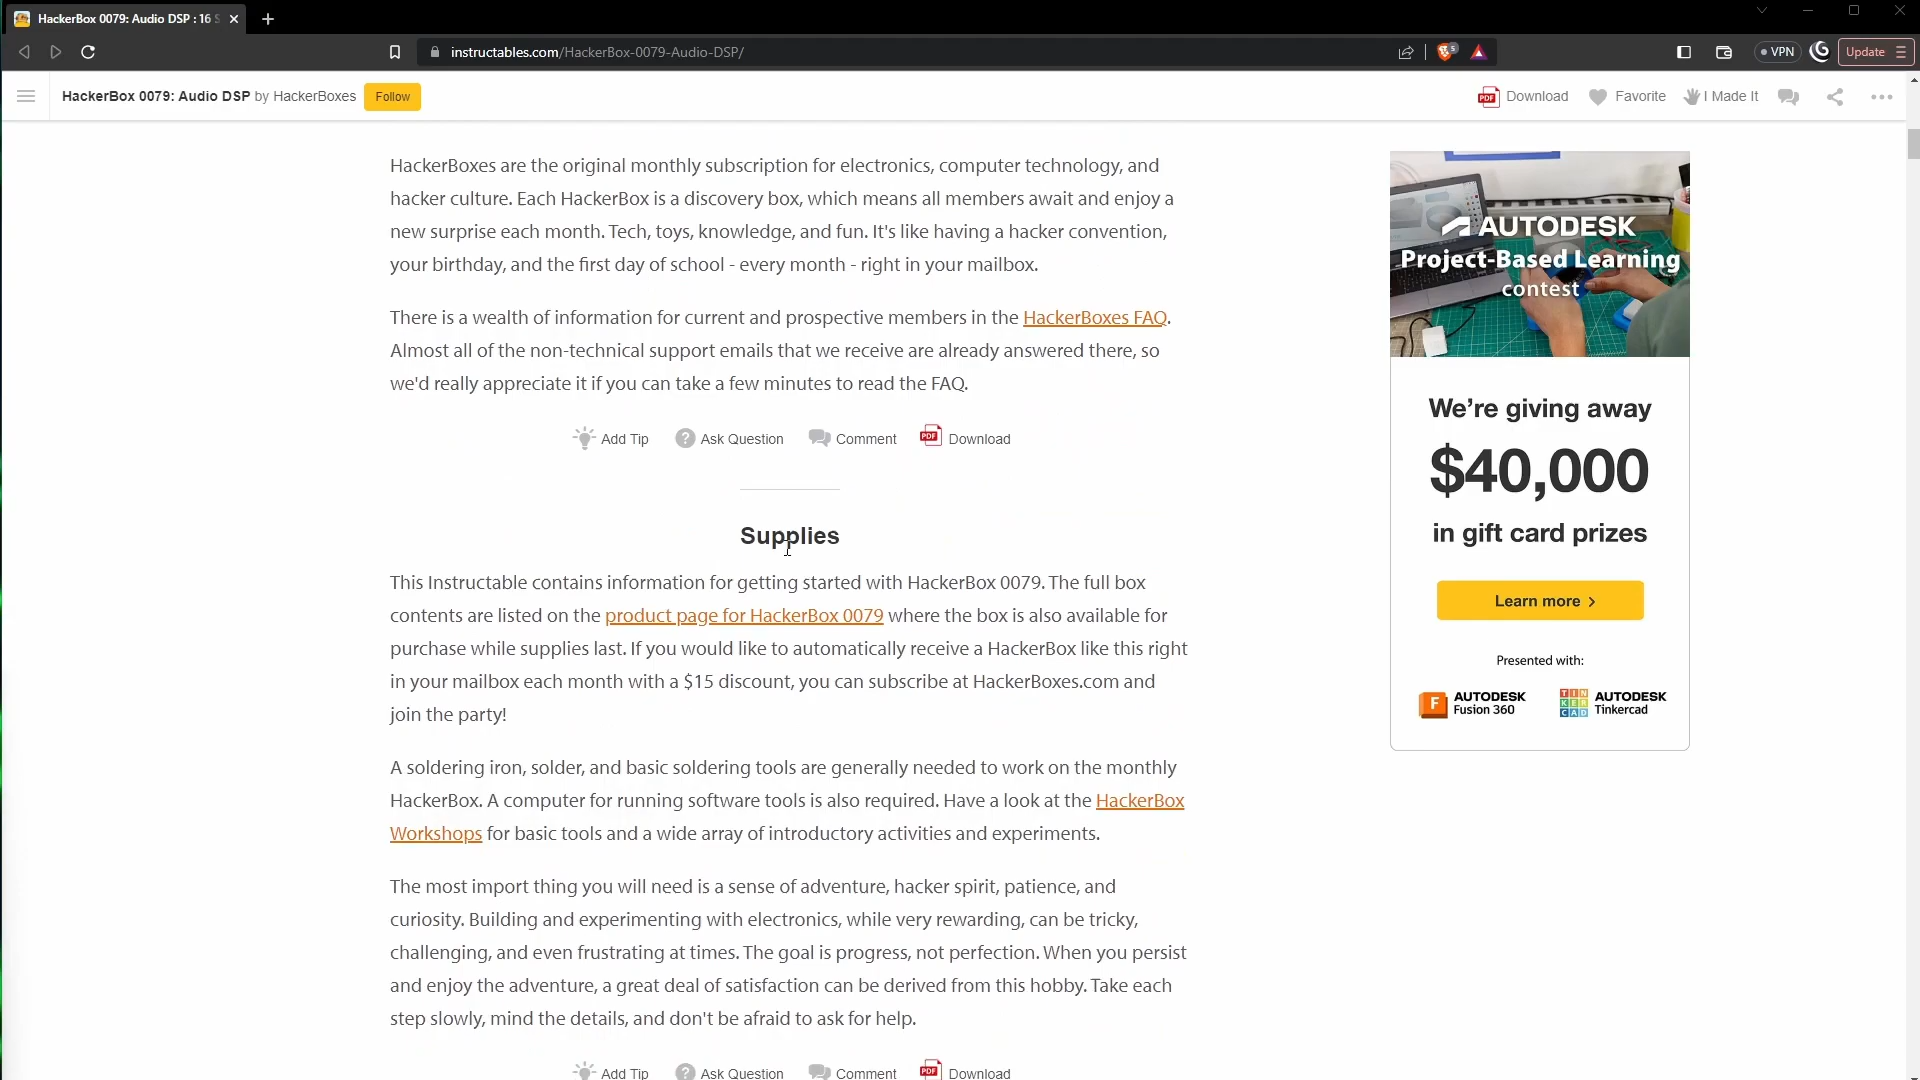 HackerBox 0079: Audio DSP : 16 S
instructables.com/HackerBox-0079-Audio-DSP/
5
VPN
Update
HackerBox 0079: Audio DSP by HackerBoxes
Follow
PDF Download
Favorite
I Made It
HackerBoxes are the original monthly subscription for electronics, computer technology, and
hacker culture. Each HackerBox is a discovery box, which means all members await and enjoy a
new surprise each month. Tech, toys, knowledge, and fun. It's like having a hacker convention,
your birthday, and the first day of school - every month - right in your mailbox.
There is a wealth of information for current and prospective members in the HackerBoxes FAQ.
Almost all of the non-technical support emails that we receive are already answered there, so
we'd really appreciate it if you can take a few minutes to read the FAQ.
Add Tip
? Ask Question
Comment
PDF Download
Supplies
This Instructable contains information for getting started with HackerBox 0079. The full box
contents are listed on the product page for HackerBox 0079 where the box is also available for
purchase while supplies last. If you would like to automatically receive a HackerBox like this right
in your mailbox each month with a $15 discount, you can subscribe at HackerBoxes.com and
join the party!
A soldering iron, solder, and basic soldering tools are generally needed to work on the monthly
HackerBox. A computer for running software tools is also required. Have a look at the HackerBox
Workshops for basic tools and a wide array of introductory activities and experiments.
The most import thing you will need is a sense of adventure, hacker spirit, patience, and
curiosity. Building and experimenting with electronics, while very rewarding, can be tricky,
challenging, and even frustrating at times. The goal is progress, not perfection. When you persist
and enjoy the adventure, a great deal of satisfaction can be derived from this hobby. Take each
step slowly, mind the details, and don't be afraid to ask for help.
Add Tip
? Ask Question
Comment
PDF Download
AUTODESK
Project-Based Learning
contest
We're giving away
$40,000
in gift card prizes
Learn more >
Presented with:
F AUTODESK
Fusion 360
TIN
KER
CAD
AUTODESK
Tinkercad